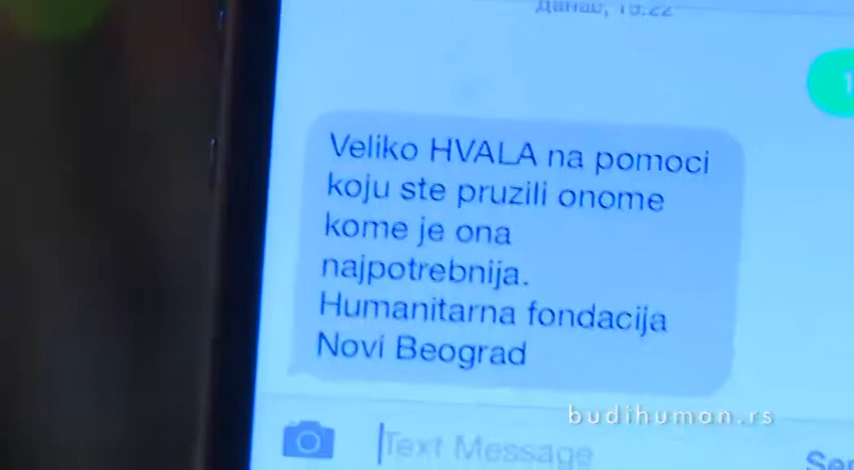 Veliko HVALA na pomoci
koju ste pruzili onome
kome je ona
najpotrebnija.
Humanitarna fondacija
Novi Beograd
budihuman.rs
Text Message